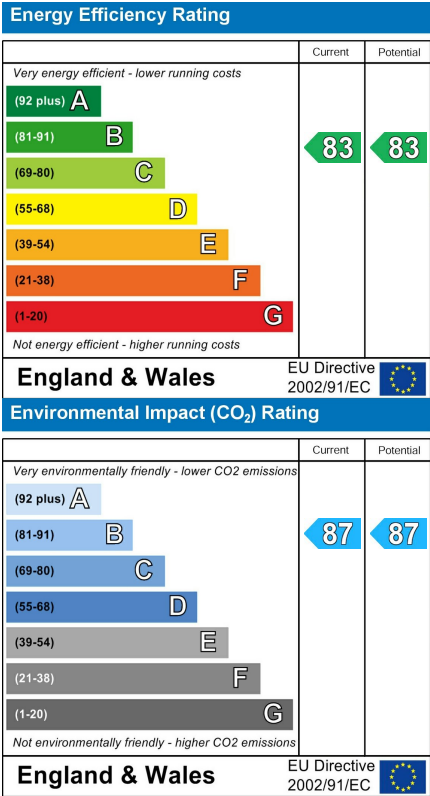 Energy Efficiency Rating
Current Potential
Very energy efficient - lower running costs
(92 plus) A
(81-91) B
83 83
(69-80) C
(55-68) D
(39-54) E
(21-38) F
(1-20) G
Not energy efficient - higher running costs
England & Wales
EU Directive
2002/91/EC
Environmental Impact (CO₂) Rating
Current Potential
Very environmentally friendly - lower CO2 emissions
(92 plus) A
(81-91) B
87 87
(69-80) C
(55-68) D
(39-54) E
(21-38) F
(1-20) G
Not environmentally friendly - higher CO2 emissions
England & Wales
EU Directive
2002/91/EC